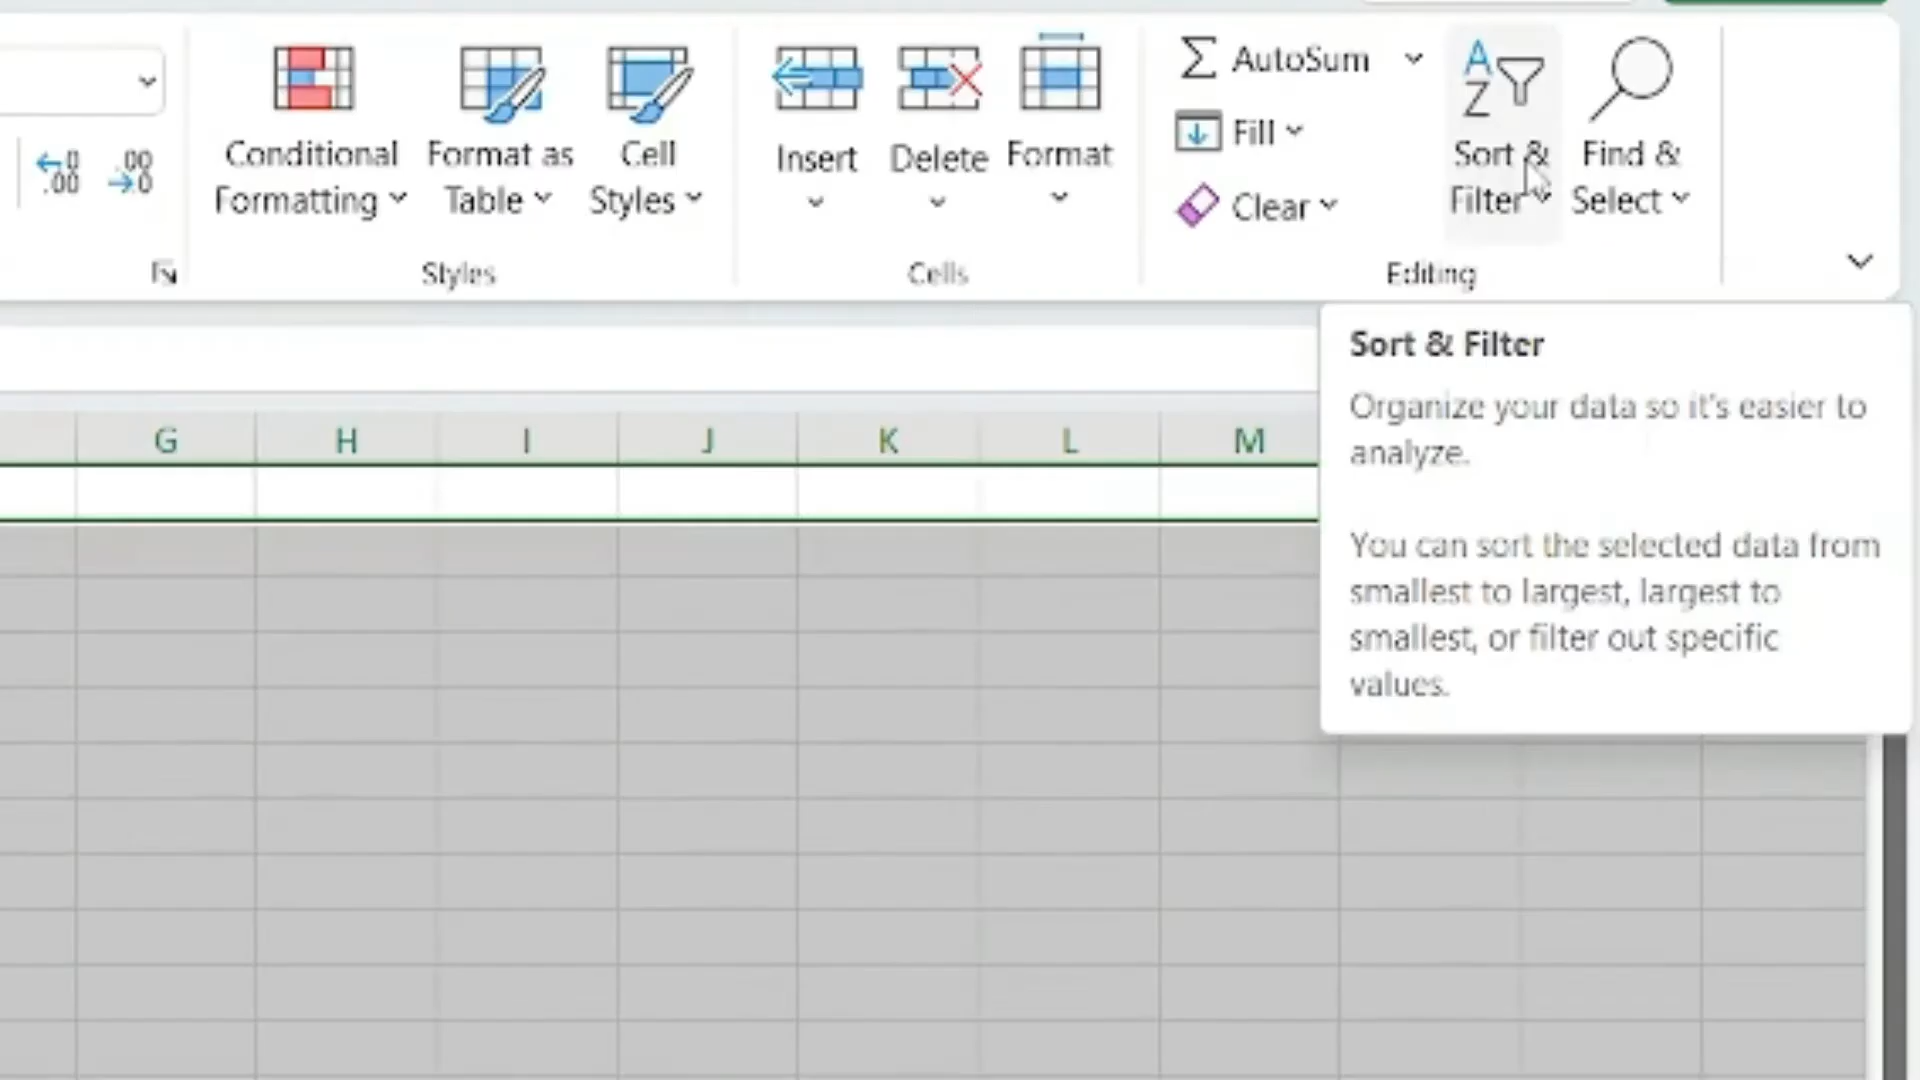 AutoSum
Fill
Clear
Conditional
Formatting
Format as
Table
Cell
Styles
Insert
Delete
Format
Sort &
Filter
Find &
Select
Styles
Cells
Editing
Sort & Filter
Organize your data so it's easier to
analyze.
You can sort the selected data from
smallest to largest, largest to
smallest, or filter out specific
values.
G H I J K L M